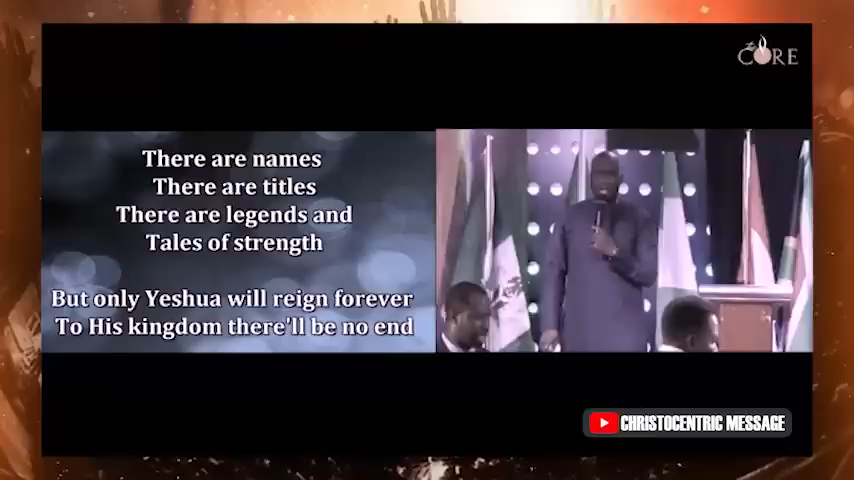 The CORE
There are names
There are titles
There are legends and
Tales of strength
But only Yeshua will reign forever
To His kingdom there'll be no end
CHRISTOCENTRIC MESSAGE